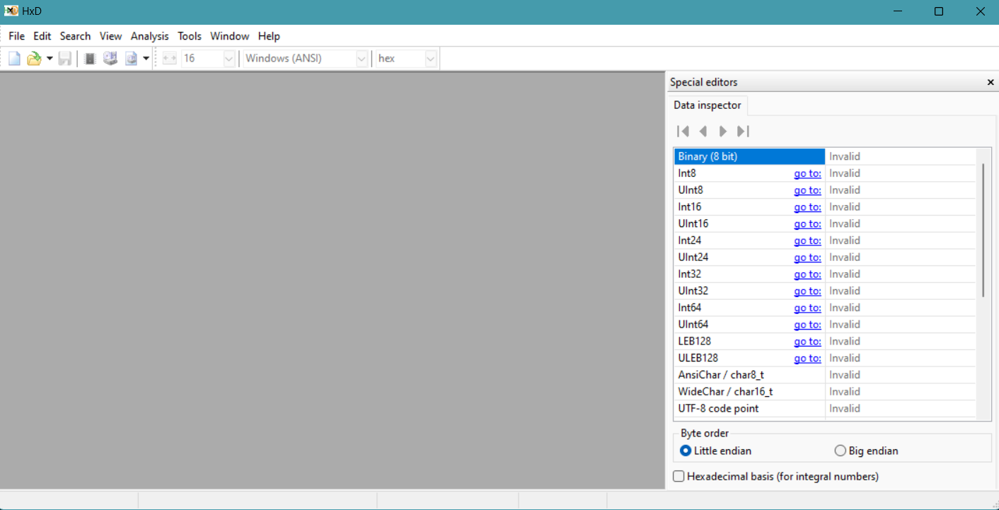 HxD
File Edit Search View Analysis Tools Window Help
16 Windows (ANSI) hex
Special editors
Data inspector
Binary (8 bit) Invalid
Int8 go to: Invalid
UInt8 go to: Invalid
Int16 go to: Invalid
UInt16 go to: Invalid
Int24 go to: Invalid
UInt24 go to: Invalid
Int32 go to: Invalid
UInt32 go to: Invalid
Int64 go to: Invalid
UInt64 go to: Invalid
LEB128 go to: Invalid
ULEB128 go to: Invalid
AnsiChar / char8_t Invalid
WideChar / char16_t Invalid
UTF-8 code point Invalid
Byte order
Little endian Big endian
Hexadecimal basis (for integral numbers)